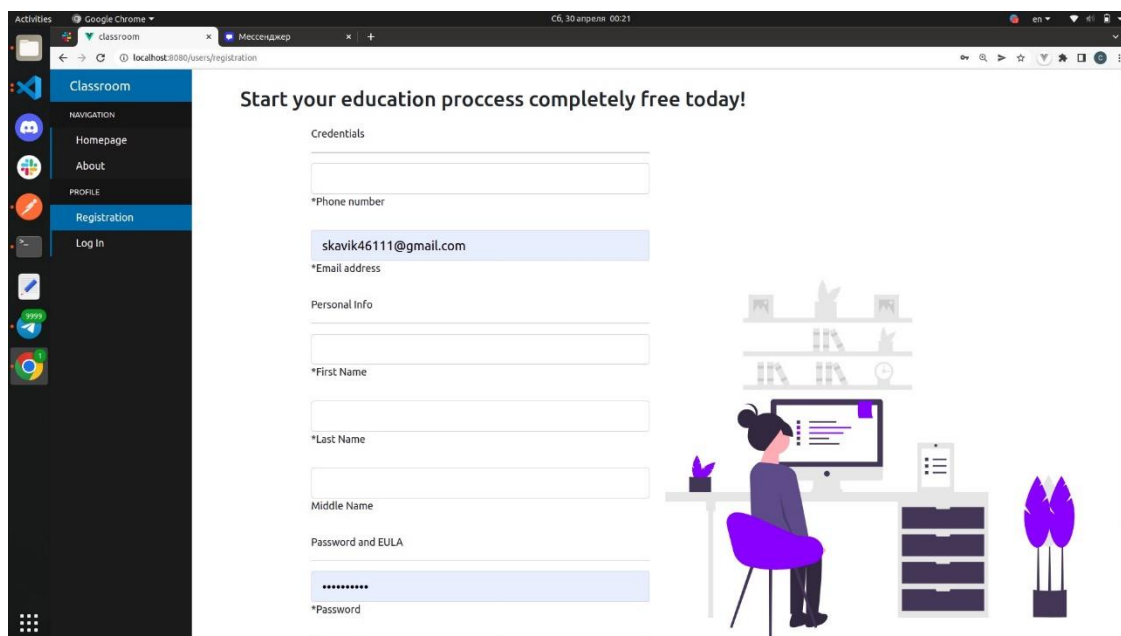 Activities Google Chrome Сб, 30 апреля 00:21 en
classroom Мессенджер
localhost:8080/users/registration
Classroom
NAVIGATION
Homepage
About
PROFILE
Registration
Log In
9999
1
Start your education proccess completely free today!
Credentials
*Phone number
skavik46111@gmail.com
*Email address
Personal Info
*First Name
*Last Name
Middle Name
Password and EULA
••••••••••
*Password